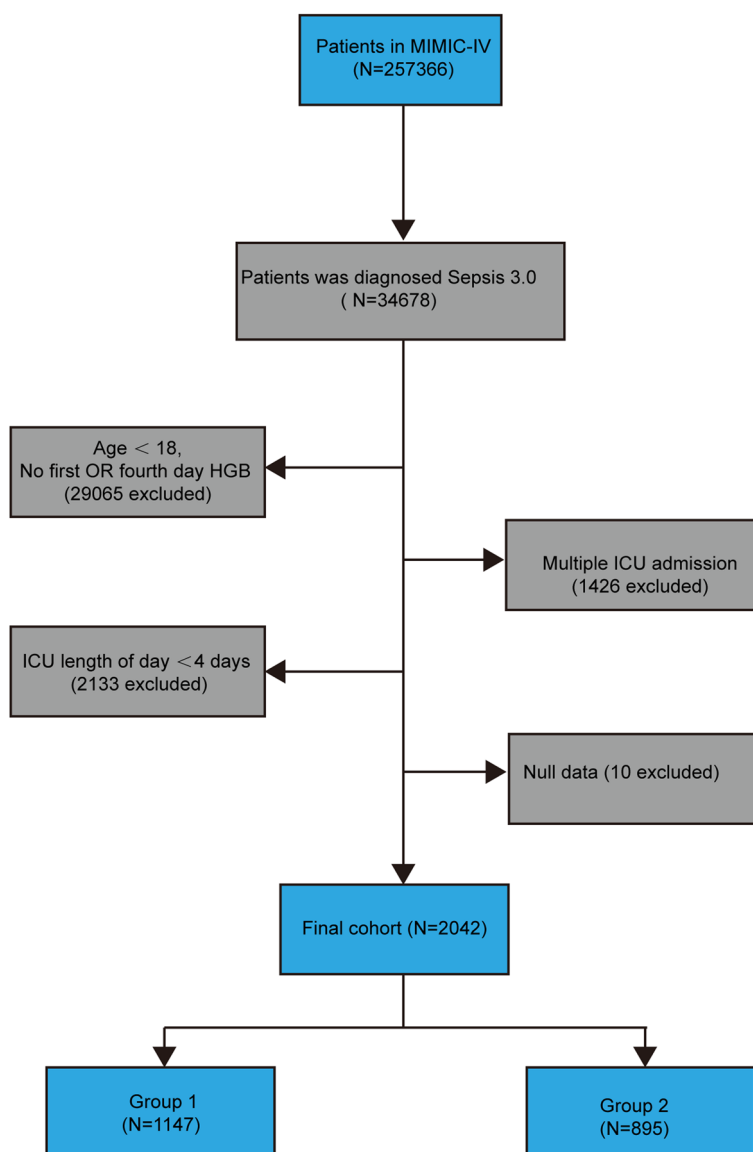 Patients in MIMIC-IV
(N=257366)
Patients was diagnosed Sepsis 3.0
( N=34678)
Age < 18,
No first OR fourth day HGB
(29065 excluded)
Multiple ICU admission
(1426 excluded)
ICU length of day <4 days
(2133 excluded)
Null data (10 excluded)
Final cohort (N=2042)
Group 1
(N=1147)
Group 2
(N=895)